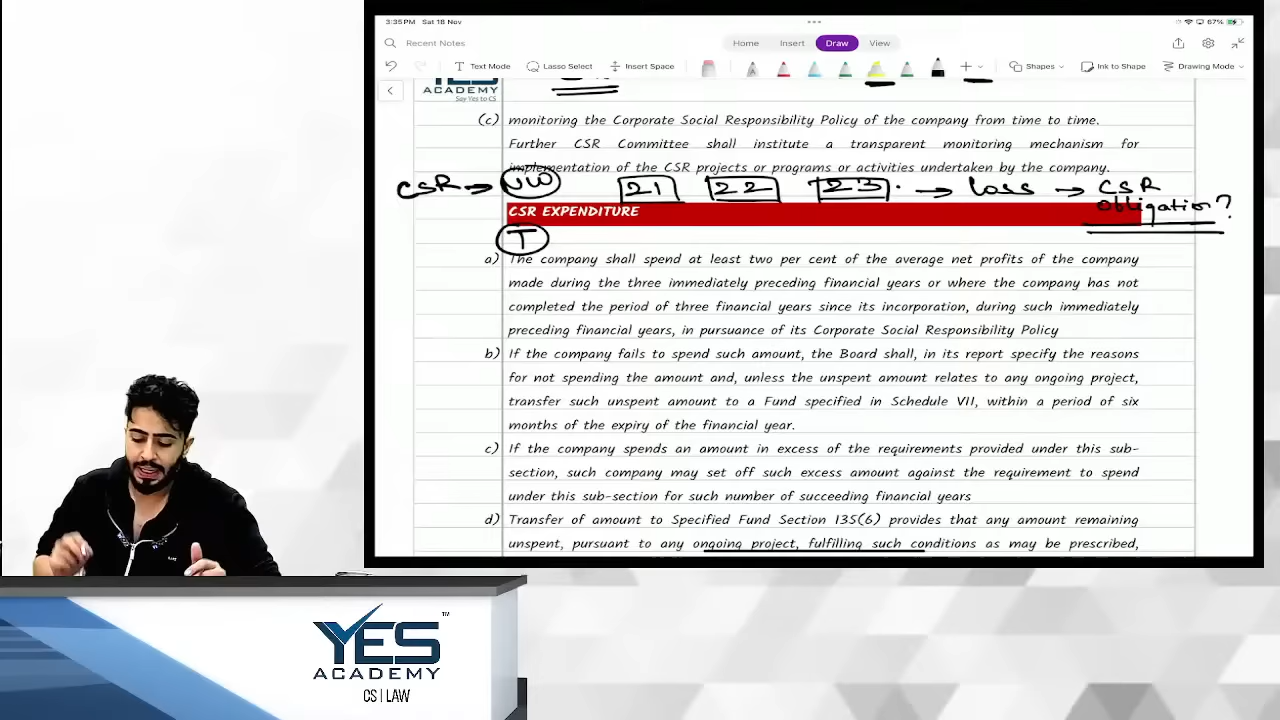 3:35PM Sat 18 Nov
67%
Recent Notes
Home Insert Draw View
Text Mode Lasso Select Insert Space Shapes Ink to Shape Drawing Mode
YES
ACADEMY
Say Yes to CS
(c) monitoring the Corporate Social Responsibility Policy of the company from time to time.
Further CSR Committee shall institute a transparent monitoring mechanism for
implementation of the CSR projects or programs or activities undertaken by the company.
CSR → NW 21 22 23 → Loss → CSR
obligation?
CSR EXPENDITURE
T
a) The company shall spend at least two per cent of the average net profits of the company
made during the three immediately preceding financial years or where the company has not
completed the period of three financial years since its incorporation, during such immediately
preceding financial years, in pursuance of its Corporate Social Responsibility Policy
b) If the company fails to spend such amount, the Board shall, in its report specify the reasons
for not spending the amount and, unless the unspent amount relates to any ongoing project,
transfer such unspent amount to a Fund specified in Schedule VII, within a period of six
months of the expiry of the financial year.
c) If the company spends an amount in excess of the requirements provided under this sub-
section, such company may set off such excess amount against the requirement to spend
under this sub-section for such number of succeeding financial years
d) Transfer of amount to Specified Fund Section 135(6) provides that any amount remaining
unspent, pursuant to any ongoing project, fulfilling such conditions as may be prescribed,
YES™
ACADEMY
CS | LAW